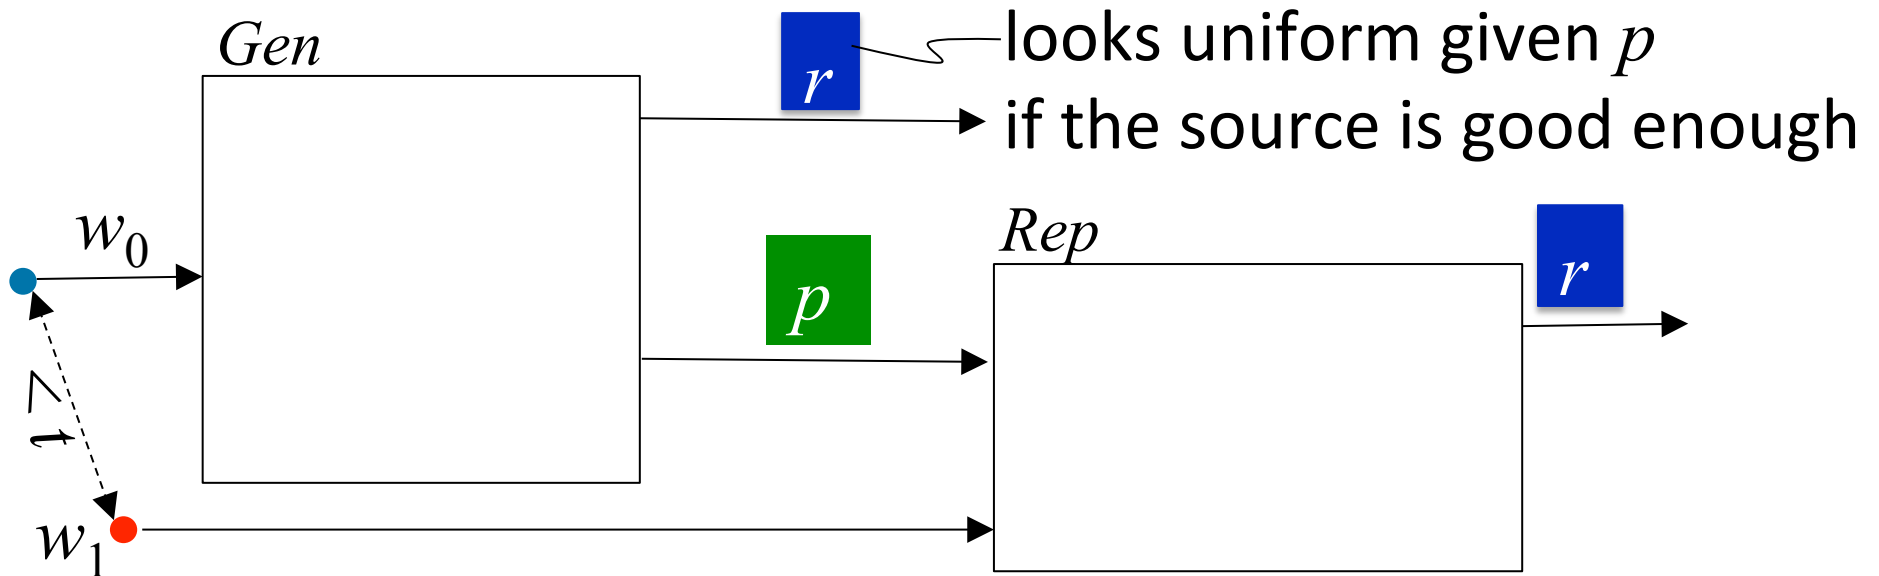 Gen
r
looks uniform given p
if the source is good enough
w₀
Rep
r
p
< t
w₁